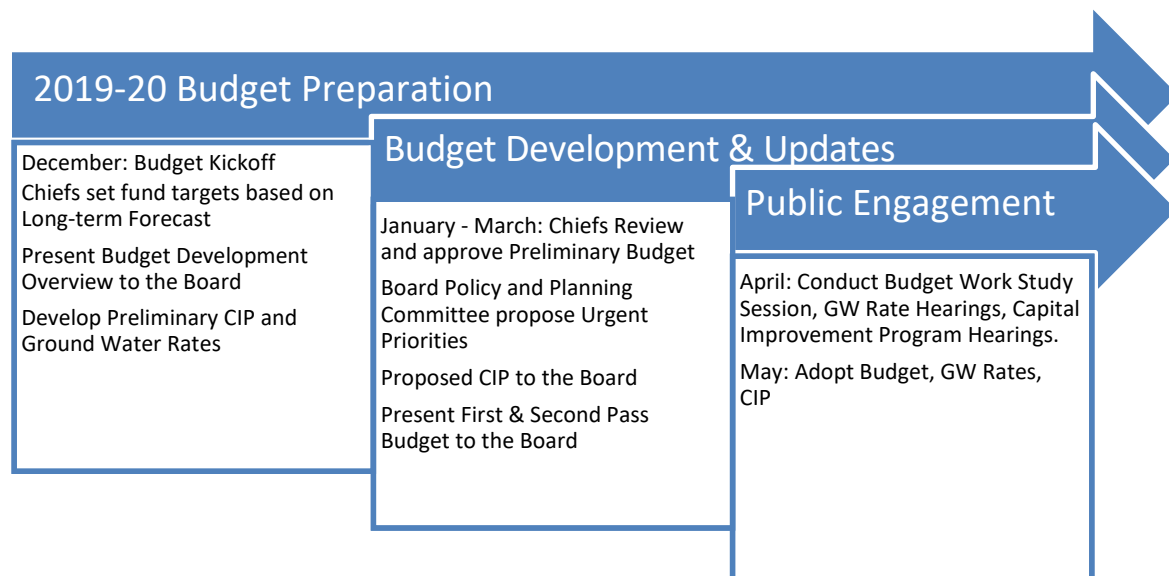 2019-20 Budget Preparation
December: Budget Kickoff
Chiefs set fund targets based on
Long-term Forecast
Present Budget Development
Overview to the Board
Develop Preliminary CIP and
Ground Water Rates
Budget Development & Updates
January - March: Chiefs Review
and approve Preliminary Budget
Board Policy and Planning
Committee propose Urgent
Priorities
Proposed CIP to the Board
Present First & Second Pass
Budget to the Board
Public Engagement
April: Conduct Budget Work Study
Session, GW Rate Hearings, Capital
Improvement Program Hearings.
May: Adopt Budget, GW Rates,
CIP